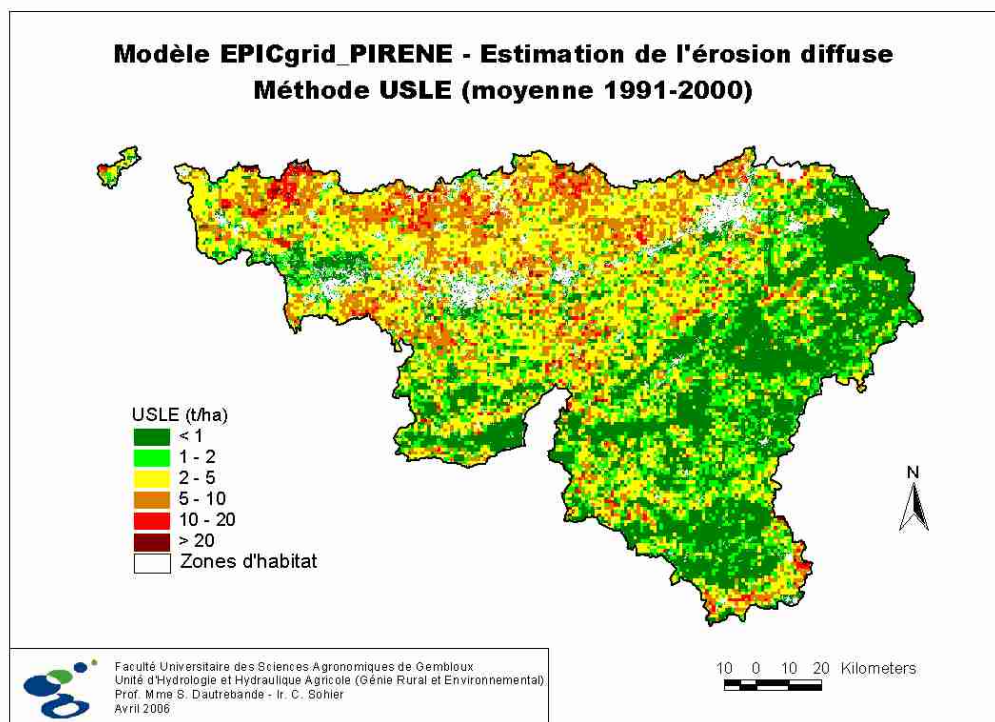 Modèle EPICgrid_PIRENE - Estimation de l'érosion diffuse
Méthode USLE (moyenne 1991-2000)
USLE (t/ha)
< 1
1 - 2
2 - 5
5 - 10
10 - 20
> 20
Zones d'habitat
N
10 0 10 20 Kilometers
Faculté Universitaire des Sciences Agronomiques de Gembloux
Unité d'Hydrologie et Hydraulique Agricole (Génie Rural et Environnemental)
Prof. Mme S. Dautrebande - Ir. C. Sohier
Avril 2006